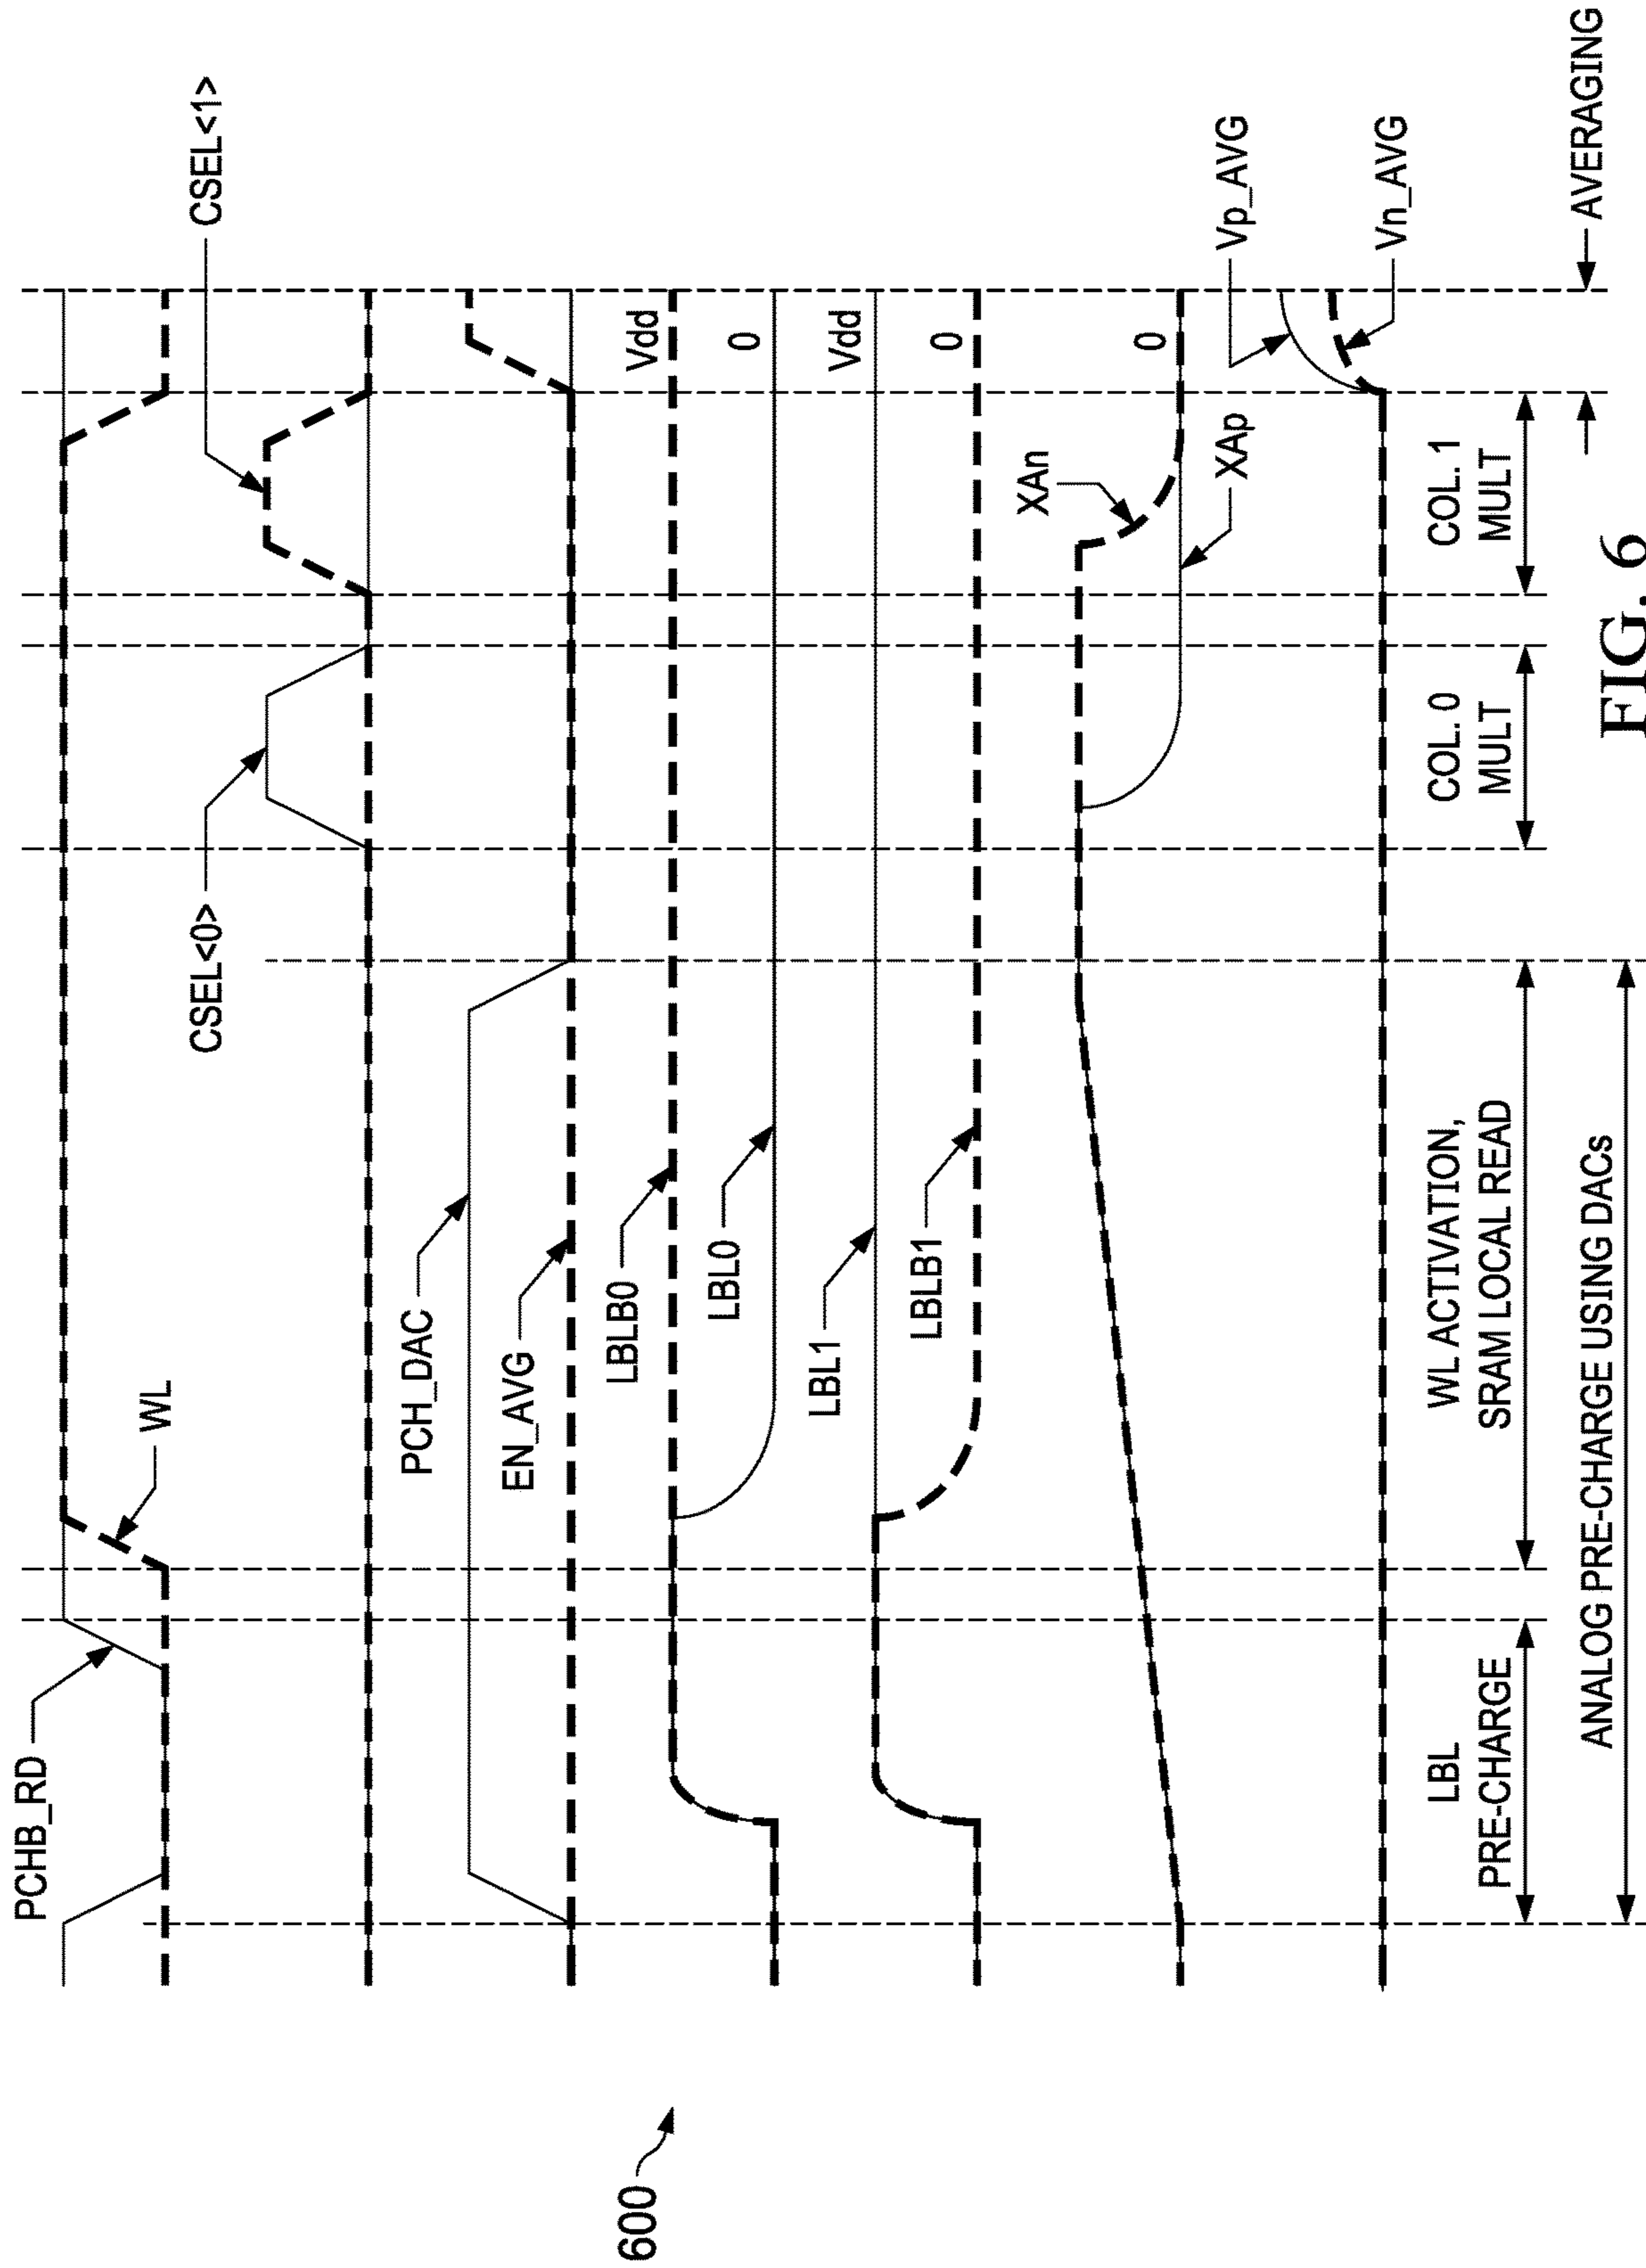 600
PCHB_RD
WL
CSEL<0>
CSEL<1>
PCH_DAC
EN_AVG
LBLB0
Vdd
LBL0
0
LBL1
Vdd
LBLB1
0
XAn
0
XAp
Vp_AVG
Vn_AVG
LBL
PRE-CHARGE
WL ACTIVATION,
SRAM LOCAL READ
COL. 0
MULT
COL. 1
MULT
AVERAGING
ANALOG PRE-CHARGE USING DACs
FIG. 6